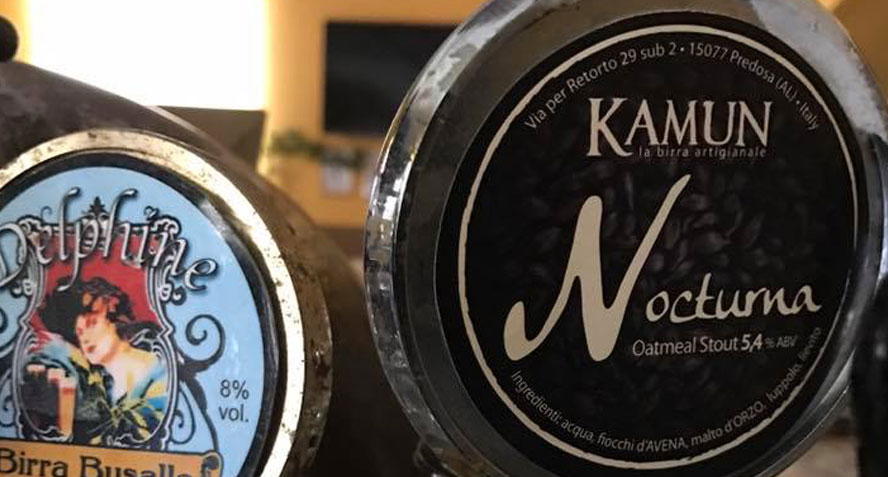 Delphine
8%
vol.
Birra Busalla
Via per Retorto 29 sub 2 • 15077 Predosa (AL) • Italy
KAMUN
la birra artigianale
Nocturna
Oatmeal Stout 5,4 % ABV
Ingredienti: acqua, fiocchi d'AVENA, malto d'ORZO, luppolo, lievito